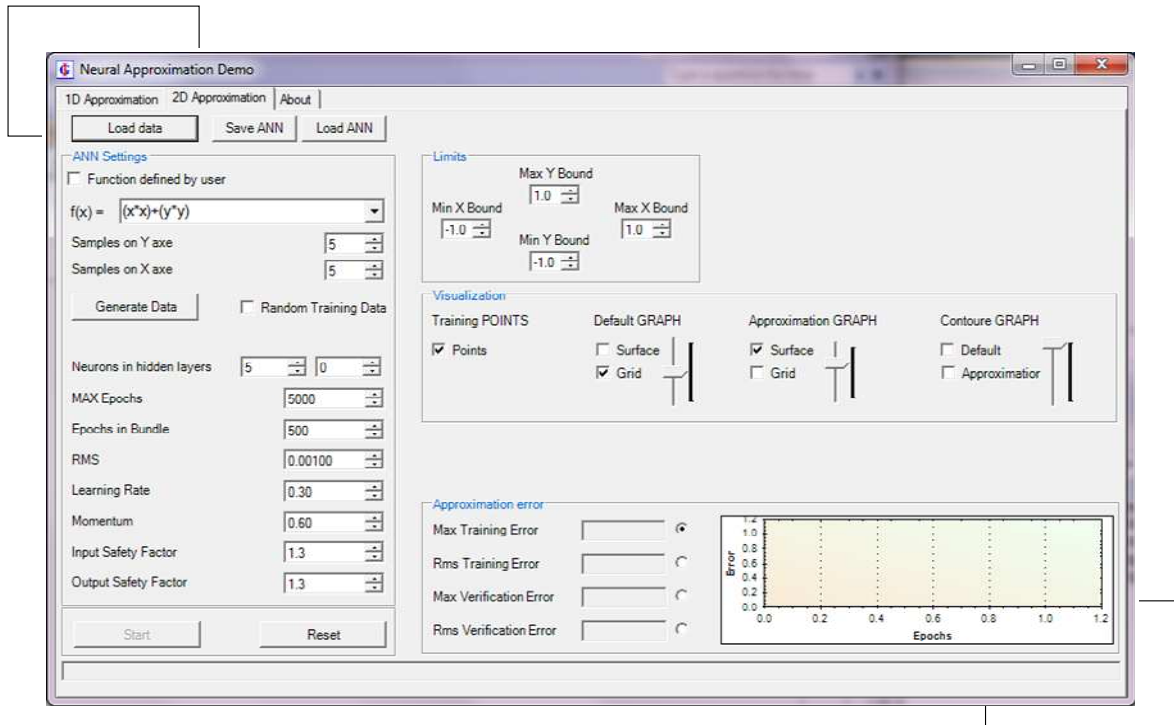 Neural Approximation Demo
1D Approximation 2D Approximation About
Load data Save ANN Load ANN
ANN Settings
Function defined by user
f(x) = (x*x)+(y*y)
Samples on Y axe 5
Samples on X axe 5
Generate Data Random Training Data
Neurons in hidden layers 5 0
MAX Epochs 5000
Epochs in Bundle 500
RMS 0.00100
Learning Rate 0.30
Momentum 0.60
Input Safety Factor 1.3
Output Safety Factor 1.3
Start Reset
Limits
Max Y Bound
1.0
Min X Bound Max X Bound
-1.0 1.0
Min Y Bound
-1.0
Visualization
Training POINTS Default GRAPH Approximation GRAPH Contoure GRAPH
Points Surface Surface Default
Grid Grid Approximation
Approximation error
Max Training Error
Rms Training Error
Max Verification Error
Rms Verification Error
1.2
1.0
0.8
0.6
0.4
0.2
0.0
Error
0.0 0.2 0.4 0.6 0.8 1.0 1.2
Epochs